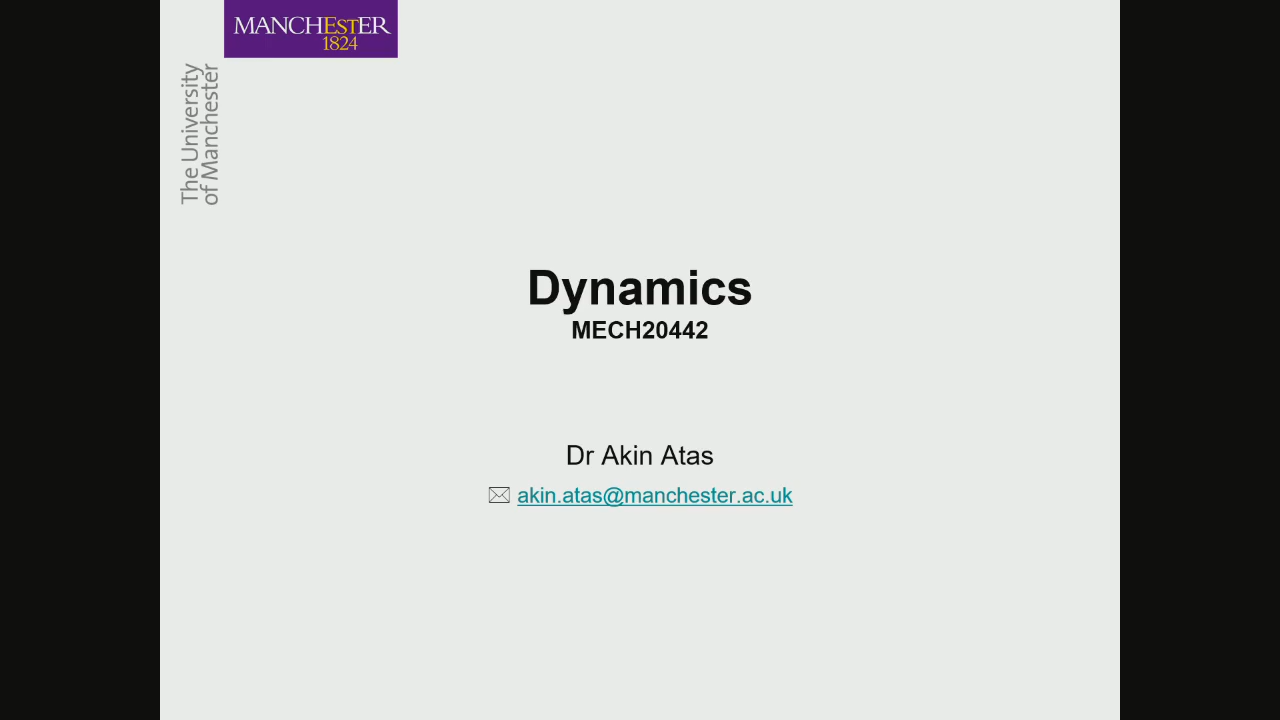 MANCHESTER
1824
The University
of Manchester
Dynamics
MECH20442
Dr Akin Atas
akin.atas@manchester.ac.uk